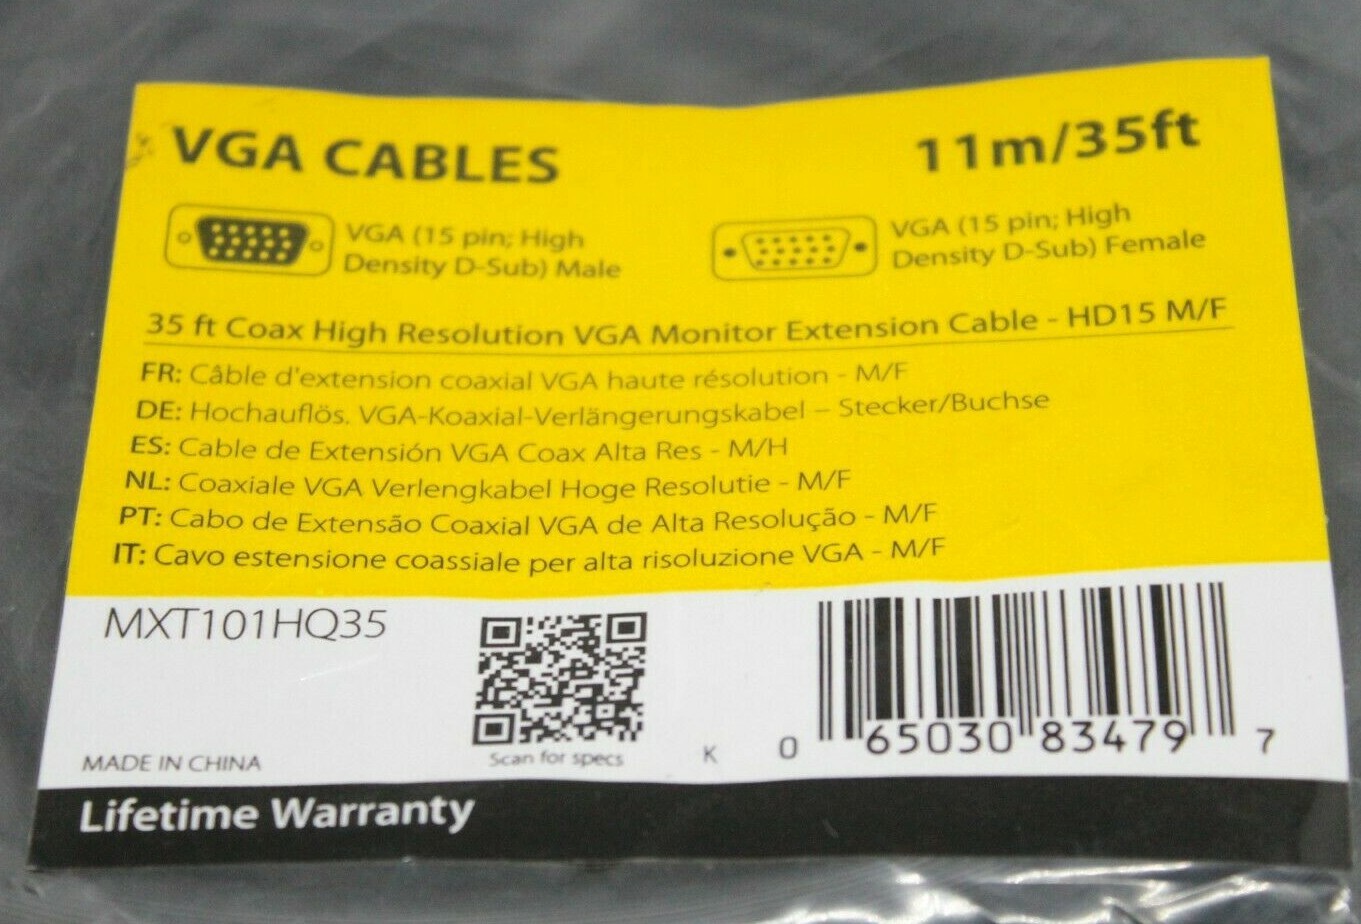 VGA CABLES
11m/35ft
VGA (15 pin; High
Density D-Sub) Male
VGA (15 pin; High
Density D-Sub) Female
35 ft Coax High Resolution VGA Monitor Extension Cable - HD15 M/F
FR: Câble d'extension coaxial VGA haute résolution - M/F
DE: Hochauflös. VGA-Koaxial-Verlängerungskabel – Stecker/Buchse
ES: Cable de Extensión VGA Coax Alta Res - M/H
NL: Coaxiale VGA Verlengkabel Hoge Resolutie - M/F
PT: Cabo de Extensão Coaxial VGA de Alta Resolução - M/F
IT: Cavo estensione coassiale per alta risoluzione VGA - M/F
MXT101HQ35
MADE IN CHINA
Scan for specs
K
0 65030 83479 7
Lifetime Warranty